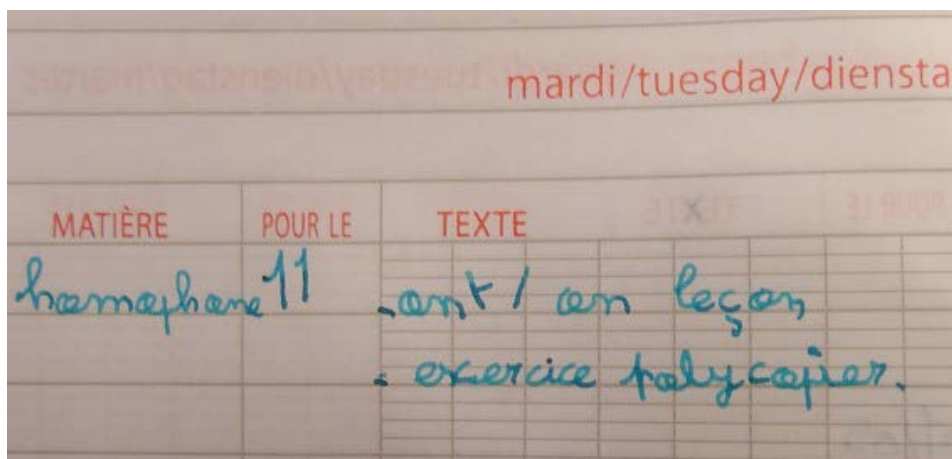 mardi/tuesday/diensta
MATIÈRE POUR LE TEXTE
homophone 11 - ont / on leçon
- exercice polycopier.